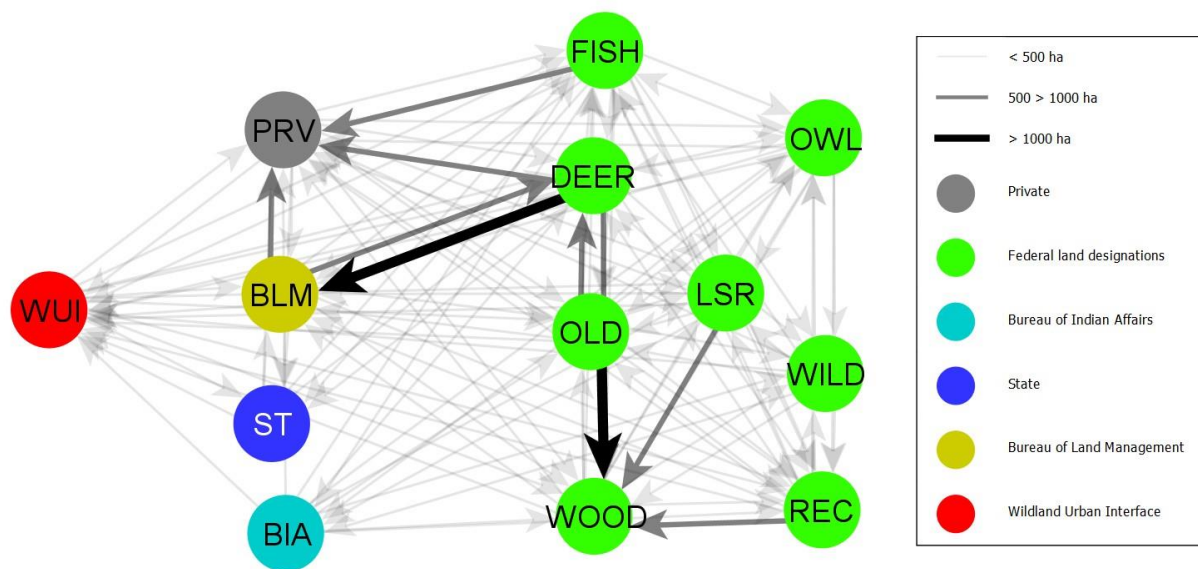 FISH
PRV
OWL
DEER
BLM
LSR
WUI
OLD
WILD
ST
WOOD
REC
BIA
< 500 ha
500 > 1000 ha
> 1000 ha
Private
Federal land designations
Bureau of Indian Affairs
State
Bureau of Land Management
Wildland Urban Interface